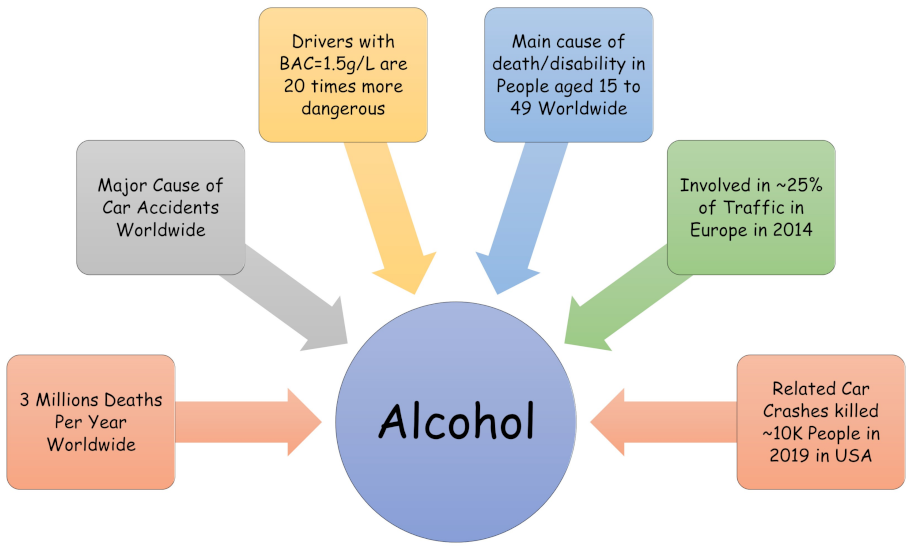 Drivers with
BAC=1.5g/L are
20 times more
dangerous
Main cause of
death/disability in
People aged 15 to
49 Worldwide
Major Cause of
Car Accidents
Worldwide
Involved in ~25%
of Traffic in
Europe in 2014
3 Millions Deaths
Per Year
Worldwide
Alcohol
Related Car
Crashes killed
~10K People in
2019 in USA